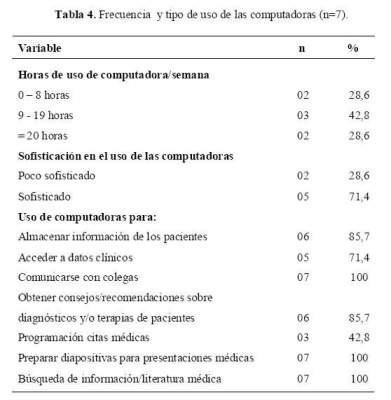 Tabla 4. Frecuencia y tipo de uso de las computadoras (n=7).
Variable n %
Horas de uso de computadora/semana
0 – 8 horas 02 28,6
9 - 19 horas 03 42,8
= 20 horas 02 28,6
Sofisticación en el uso de las computadoras
Poco sofisticado 02 28,6
Sofisticado 05 71,4
Uso de computadoras para:
Almacenar información de los pacientes 06 85,7
Acceder a datos clínicos 05 71,4
Comunicarse con colegas 07 100
Obtener consejos/recomendaciones sobre
diagnósticos y/o terapias de pacientes 06 85,7
Programación citas médicas 03 42,8
Preparar diapositivas para presentaciones médicas 07 100
Búsqueda de información/literatura médica 07 100